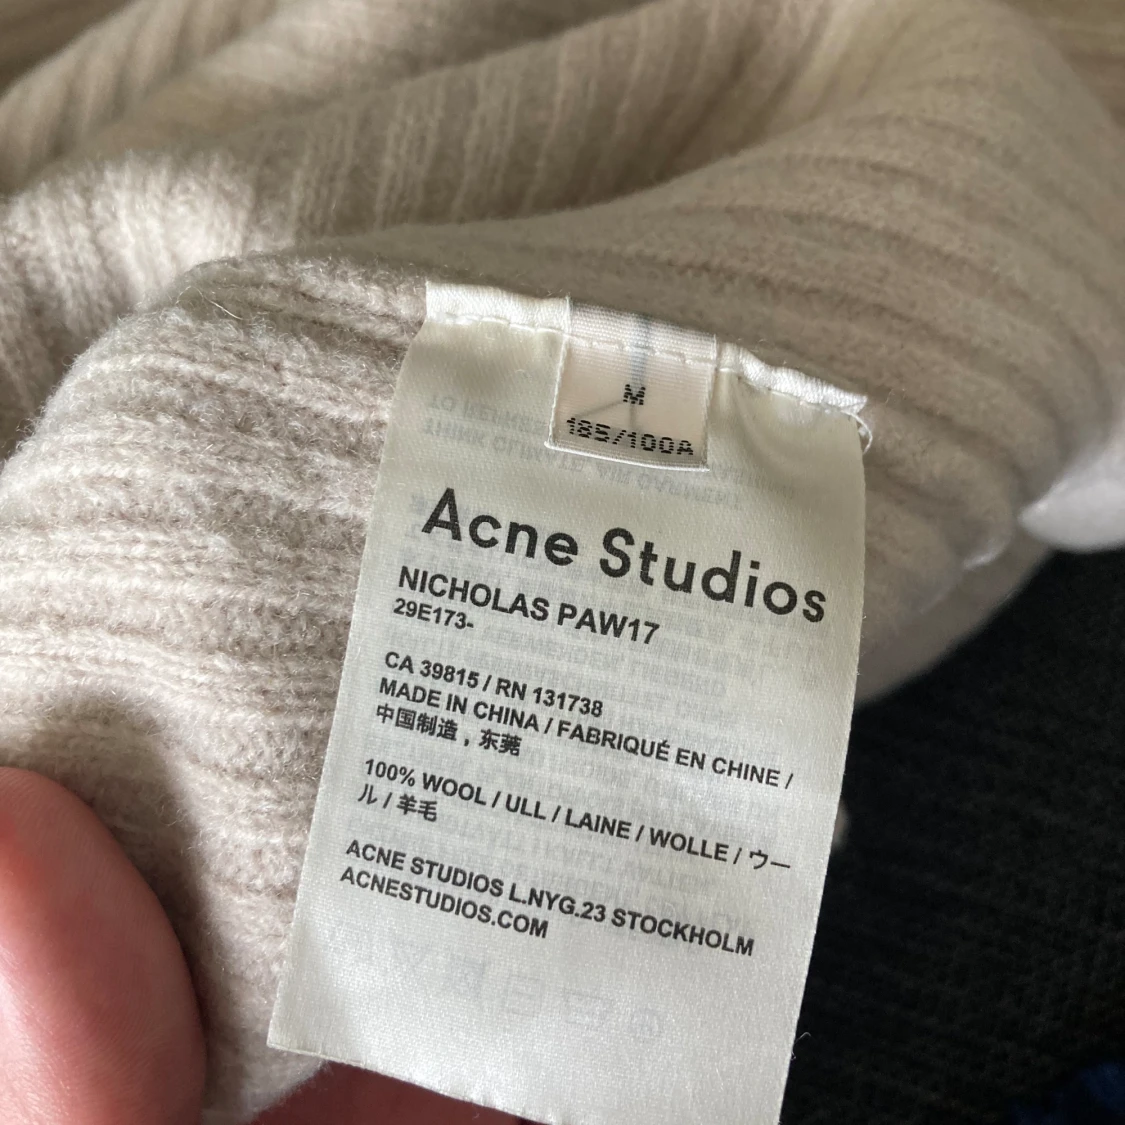 M
185/100A
Acne Studios
NICHOLAS PAW17
29E173-
CA 39815 / RN 131738
MADE IN CHINA / FABRIQUÉ EN CHINE /
中国制造，东莞
100% WOOL / ULL / LAINE / WOLLE / ウー
ル / 羊毛
ACNE STUDIOS L.NYG.23 STOCKHOLM
ACNESTUDIOS.COM